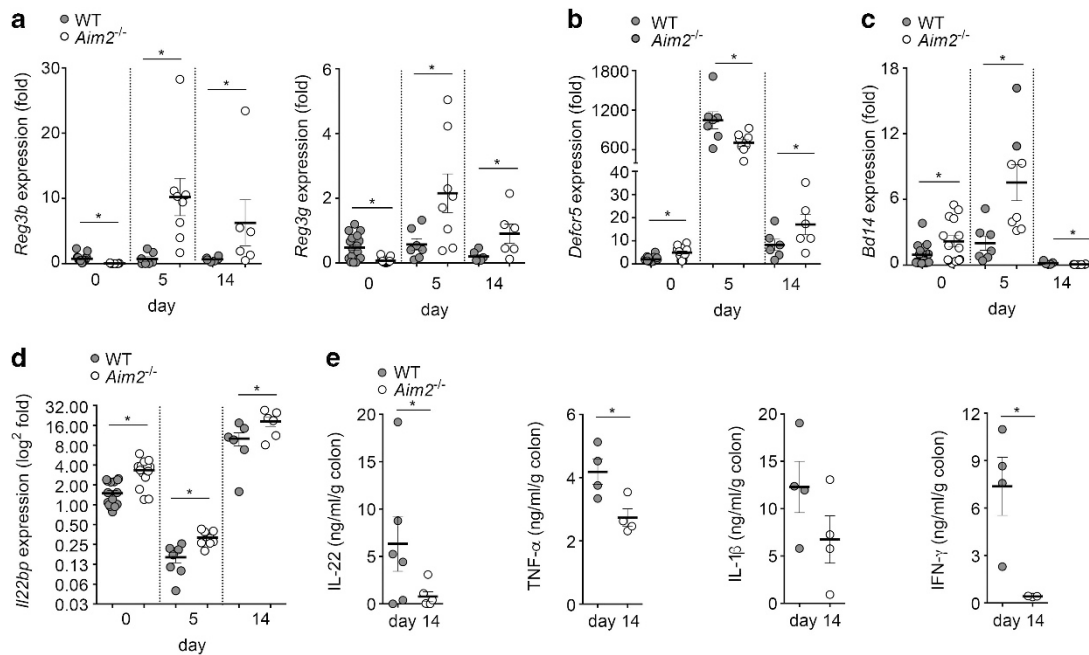 a
WT
Aim2-/-
Reg3b expression (fold)
30
20
10
0
*
*
*
0
5
14
day
Reg3g expression (fold)
6
4
2
0
*
*
*
0
5
14
day
b
WT
Aim2-/-
Defcr5 expression (fold)
1800
1200
600
40
30
20
10
0
*
*
*
0
5
14
day
c
WT
Aim2-/-
Bd14 expression (fold)
18
12
6
0
*
*
*
0
5
14
day
d
WT
Aim2-/-
Il22bp expression (log2 fold)
32.00
16.00
8.00
4.00
2.00
1.00
0.50
0.25
0.13
0.06
0.03
*
*
*
0
5
14
day
e
WT
Aim2-/-
IL-22 (ng/ml/g colon)
20
15
10
5
0
*
day 14
TNF-α (ng/ml/g colon)
6
4
2
0
*
day 14
IL-1β (ng/ml/g colon)
20
15
10
5
0
day 14
IFN-γ (ng/ml/g colon)
12
9
6
3
0
*
day 14